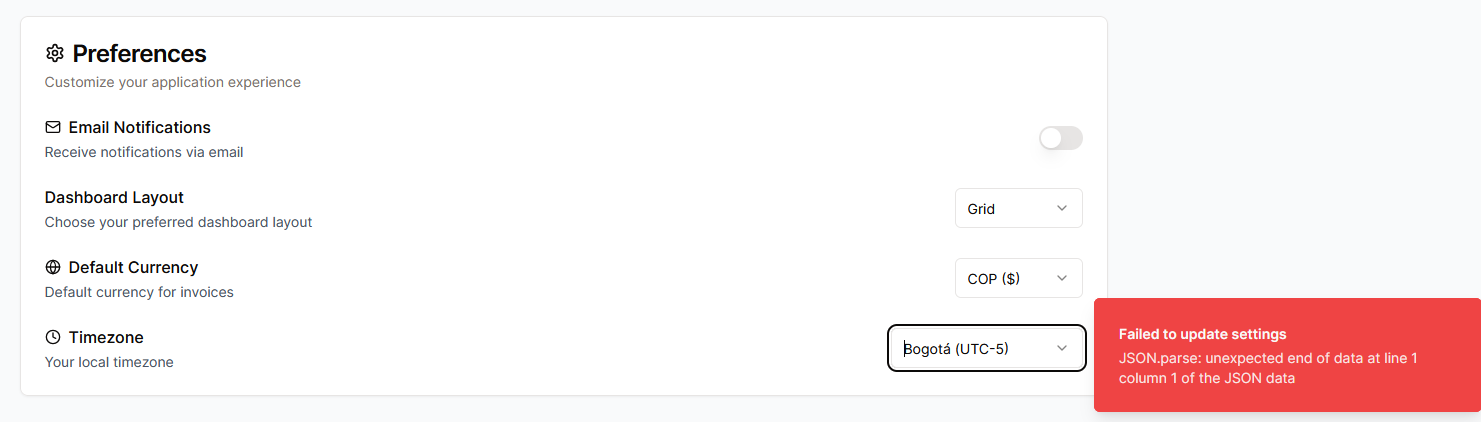 Preferences
Customize your application experience
Email Notifications
Receive notifications via email
Dashboard Layout
Choose your preferred dashboard layout
Grid
Default Currency
Default currency for invoices
COP ($)
Timezone
Your local timezone
Bogotá (UTC-5)
Failed to update settings
JSON.parse: unexpected end of data at line 1
column 1 of the JSON data